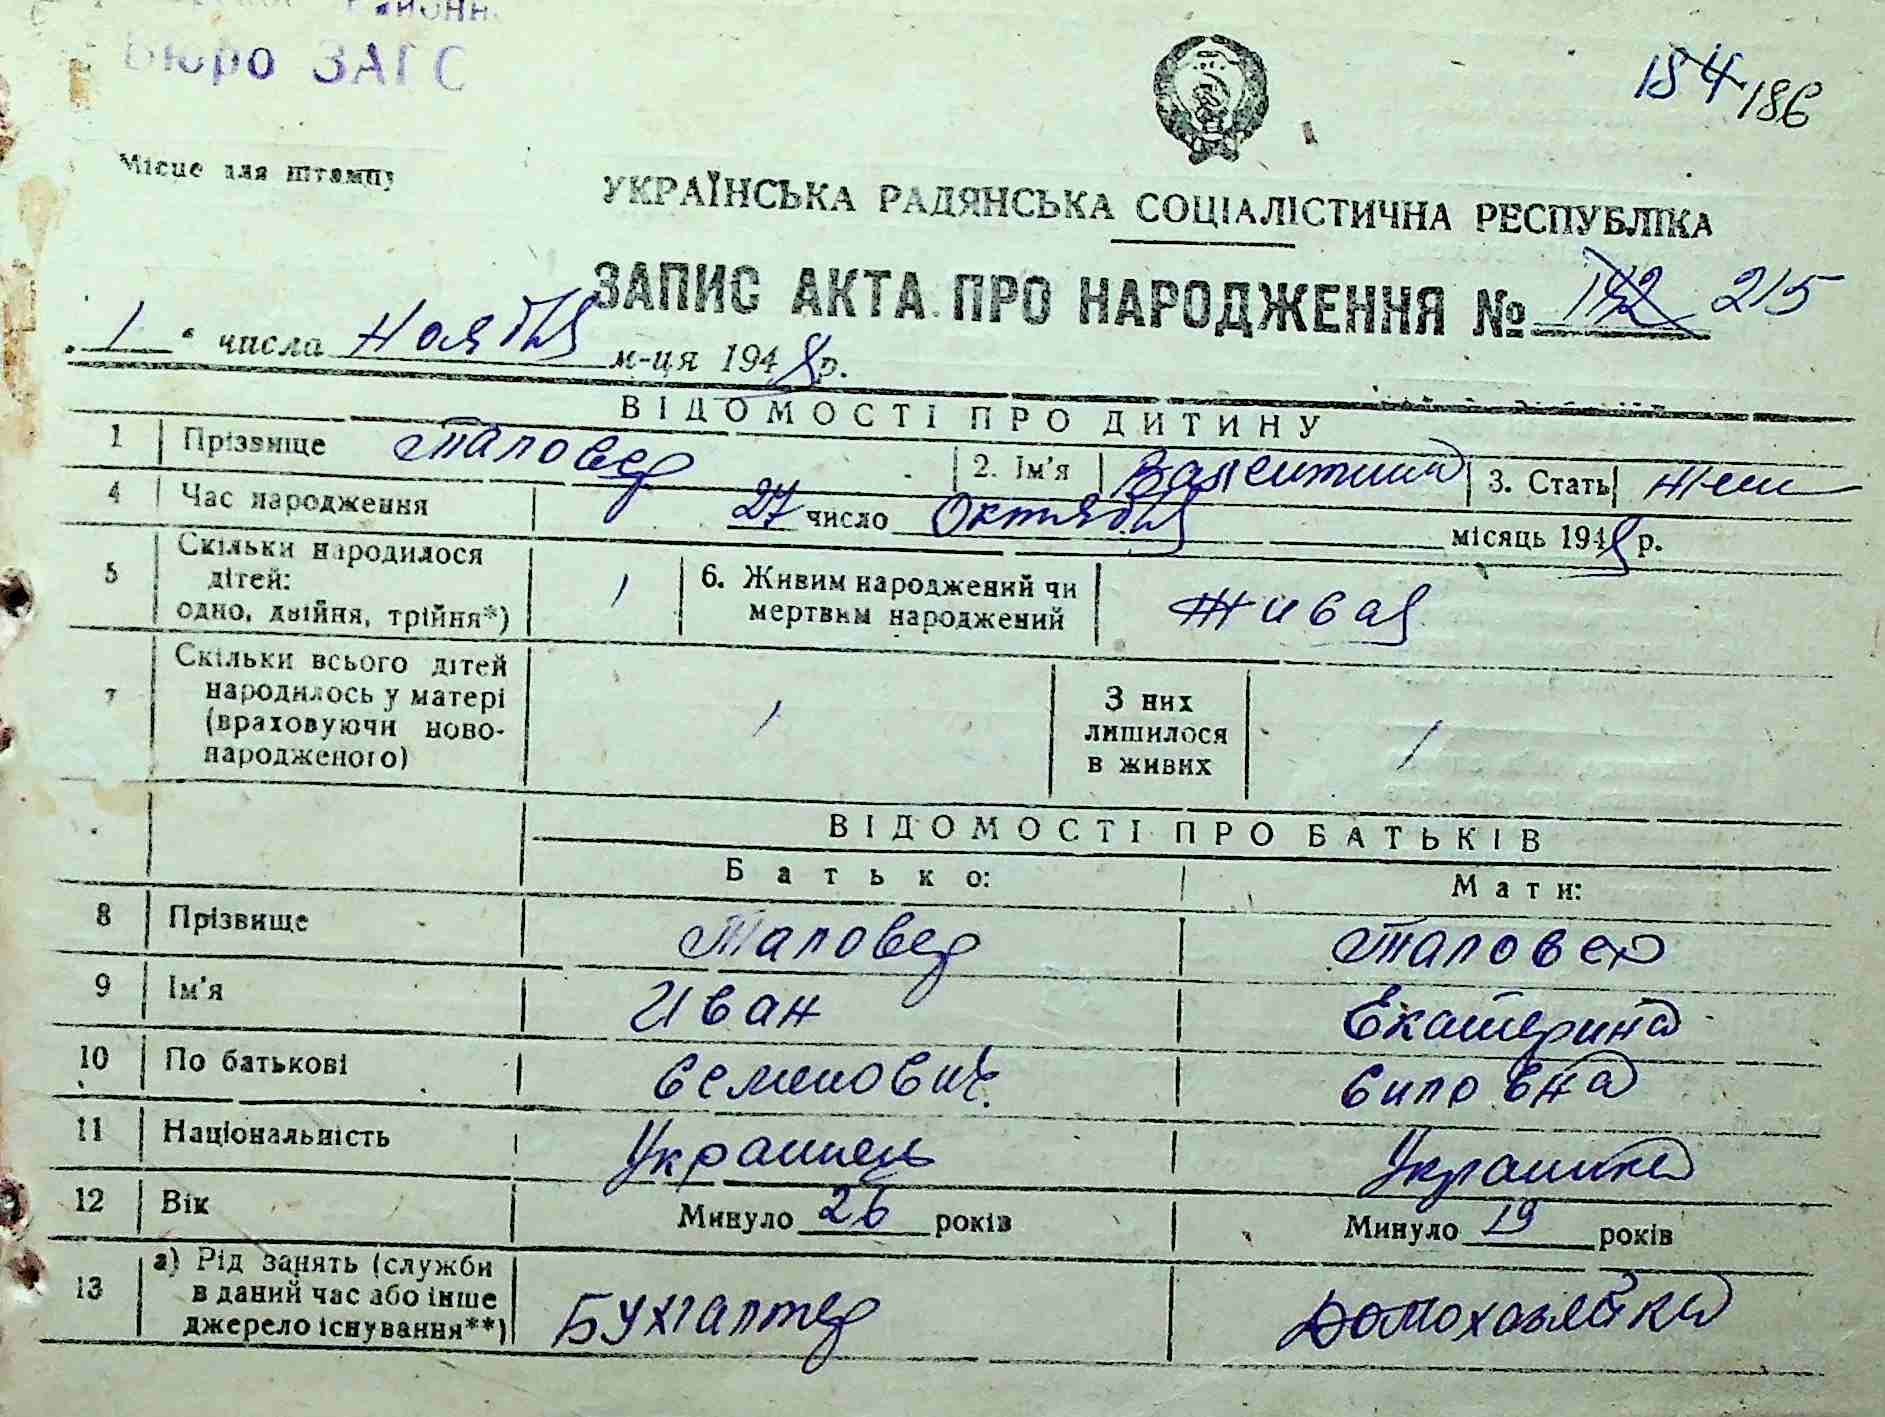 Бюро ЗАГС
184 186
Місце для штампу
УКРАЇНСЬКА РАДЯНСЬКА СОЦІАЛІСТИЧНА РЕСПУБЛІКА
ЗАПИС АКТА ПРО НАРОДЖЕННЯ № 142 215
„1“ числа Ноября м-ця 1948 р.
ВІДОМОСТІ ПРО ДИТИНУ
1 Прізвище 2. Ім'я Валентина 3. Стать Жен
4 Час народження 27 число Октября місяць 1948 р.
5 Скільки народилося дітей: одно, двійня, трійня*) 1 6. Живим народжений чи мертвим народжений Живая
7 Скільки всього дітей народилось у матері (враховуючи новонародженого) 1 З них лишилося в живих 1
ВІДОМОСТІ ПРО БАТЬКІВ
Батько: Мати:
8 Прізвище
9 Ім'я Иван Екатерина
10 По батькові Семенович Силовна
11 Національність Украинец Украинка
12 Вік Минуло 26 років Минуло 19 років
13 а) Рід занять (служби в даний час або інше джерело існування**) Бухгалтер Домохозяйка